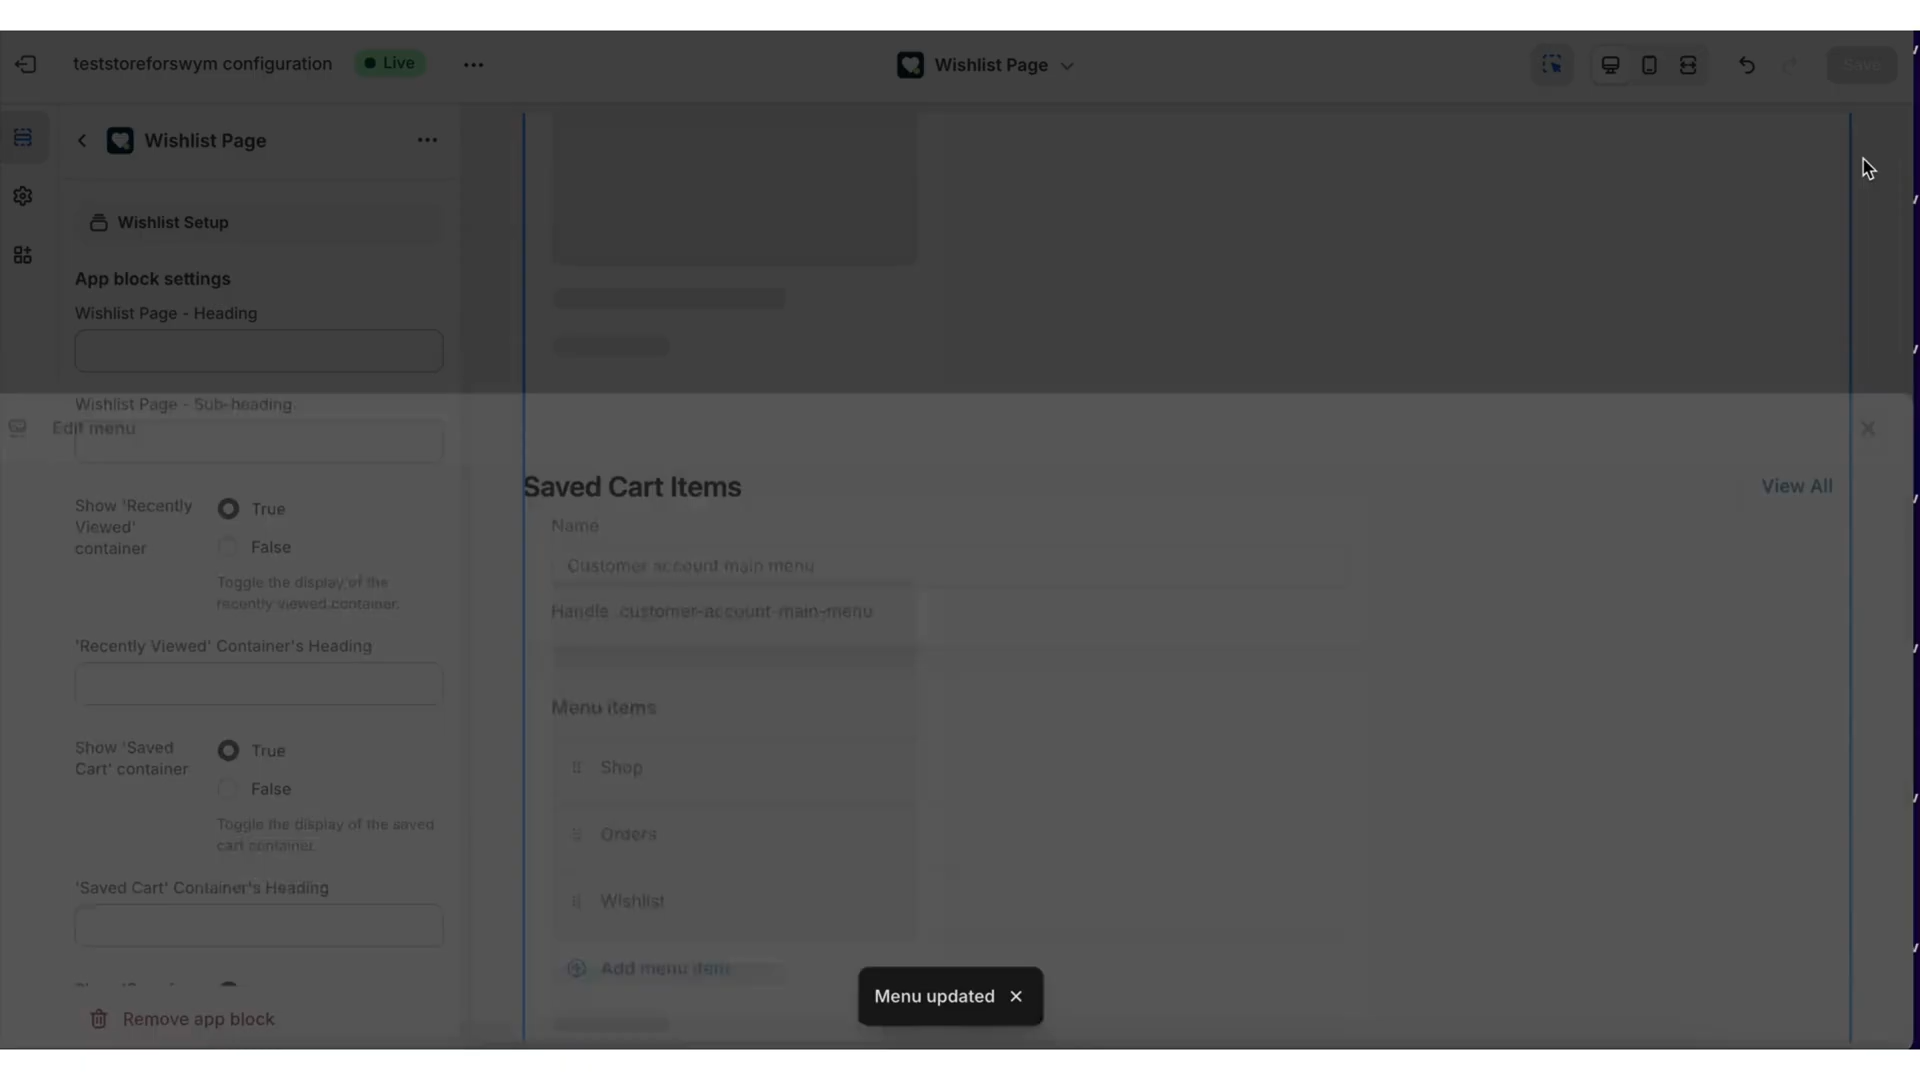 teststoreforswym configuration
Live
Wishlist Page
Save
Wishlist Page
Wishlist Setup
App block settings
Wishlist Page - Heading
Wishlist Page - Sub-heading
Edit menu
Saved Cart Items
View All
Name
Customer account main menu
Handle customer-account-main-menu
Show 'Recently
Viewed'
container
True
False
Toggle the display of the
recently viewed container.
'Recently Viewed' Container's Heading
Menu items
Shop
Orders
Wishlist
Add menu item
Show 'Saved
Cart' container
True
False
Toggle the display of the saved
cart container.
'Saved Cart' Container's Heading
Remove app block
Menu updated